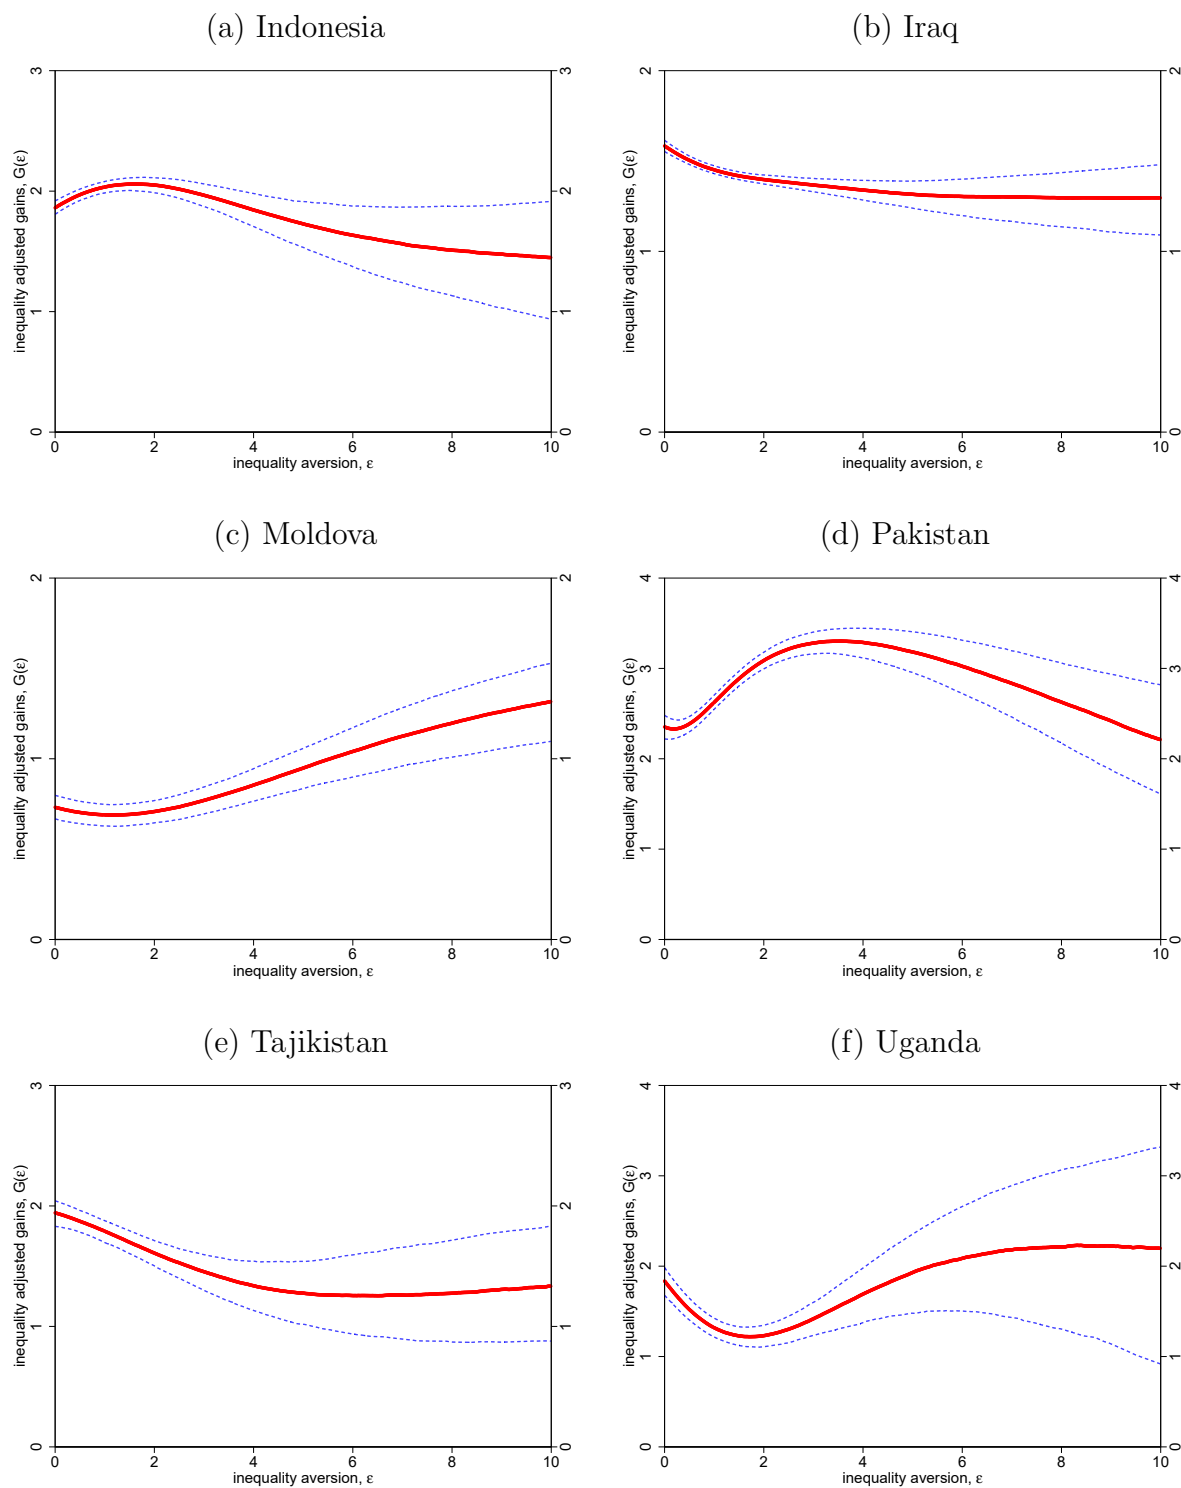 (a) Indonesia
3
2
1
0
3
2
1
0
inequality adjusted gains, G(ε)
0 2 4 6 8 10
inequality aversion, ε
(b) Iraq
2
1
0
2
1
0
inequality adjusted gains, G(ε)
0 2 4 6 8 10
inequality aversion, ε
(c) Moldova
2
1
0
2
1
0
inequality adjusted gains, G(ε)
0 2 4 6 8 10
inequality aversion, ε
(d) Pakistan
4
3
2
1
0
4
3
2
1
0
inequality adjusted gains, G(ε)
0 2 4 6 8 10
inequality aversion, ε
(e) Tajikistan
3
2
1
0
3
2
1
0
inequality adjusted gains, G(ε)
0 2 4 6 8 10
inequality aversion, ε
(f) Uganda
4
3
2
1
0
4
3
2
1
0
inequality adjusted gains, G(ε)
0 2 4 6 8 10
inequality aversion, ε